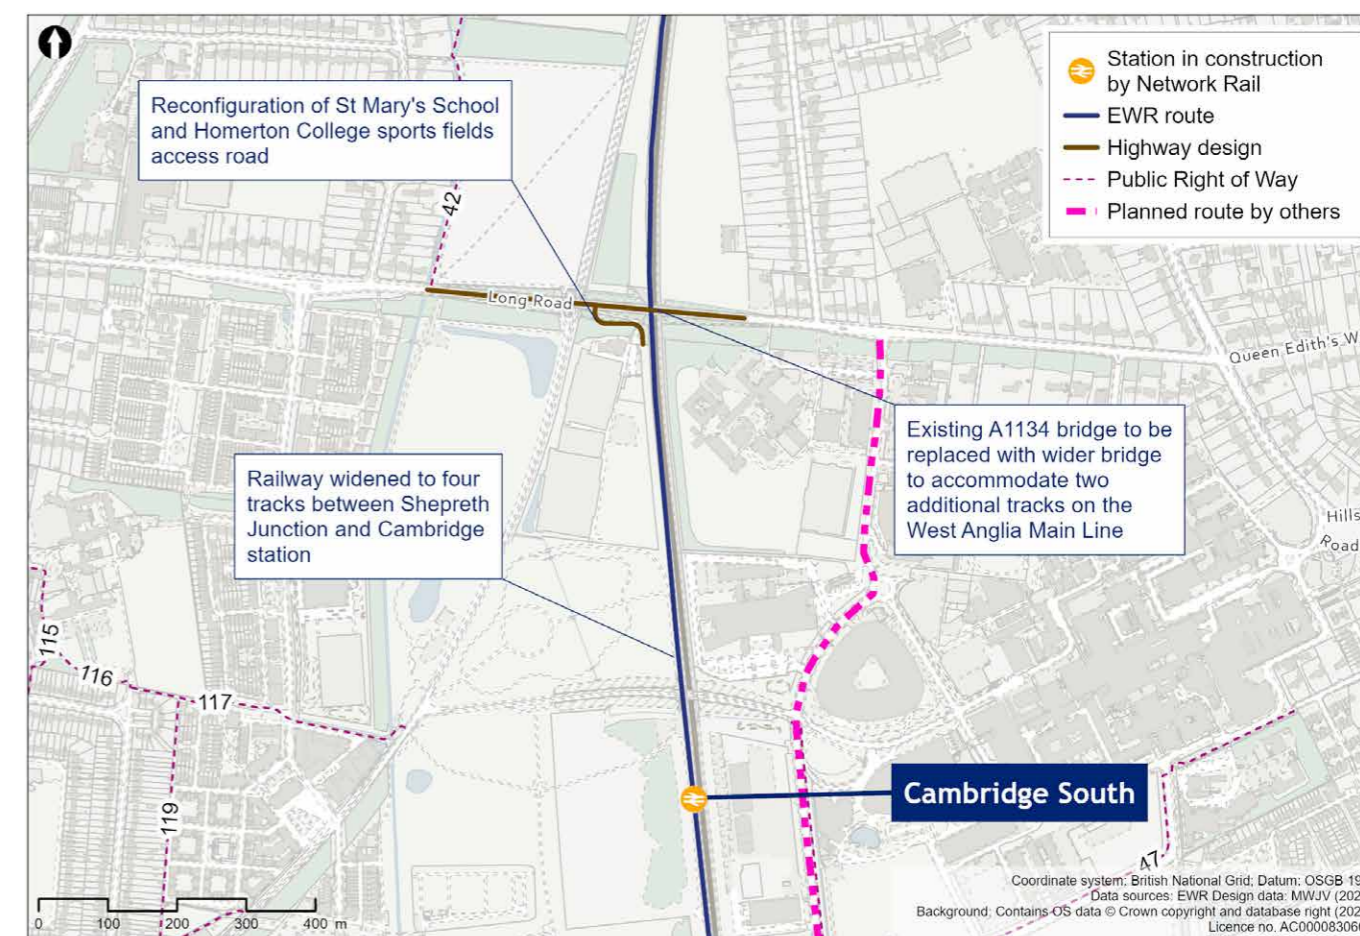 Reconfiguration of St Mary's School
and Homerton College sports fields
access road
Station in construction
by Network Rail
EWR route
Highway design
Public Right of Way
Planned route by others
42
Long Road
Queen Edith's W
Existing A1134 bridge to be
replaced with wider bridge
to accommodate two
additional tracks on the
West Anglia Main Line
Railway widened to four
tracks between Shepreth
Junction and Cambridge
station
Hills
Road
115
116
117
119
Cambridge South
47
Coordinate system: British National Grid; Datum: OSGB 19
Data sources: EWR Design data: MWJV (202
Background: Contains OS data © Crown copyright and database right (202
Licence no. AC00008306
0 100 200 300 400 m